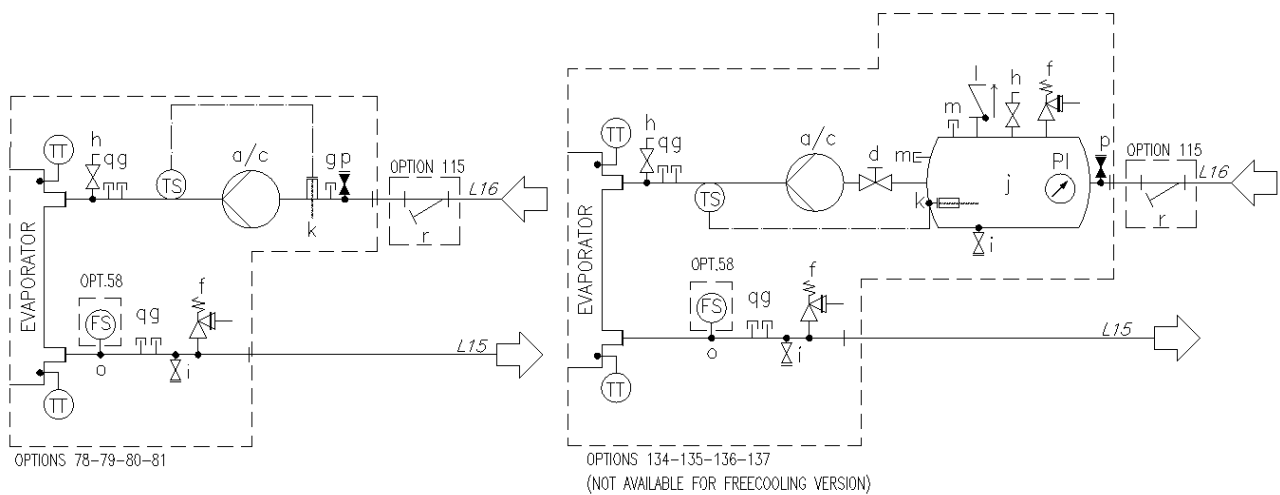 TT
h
qg
TS
a/c
gp
k
OPTION 115
L16
r
EVAPORATOR
OPT.58
FS
o
qg
i
f
L15
TT
OPTIONS 78-79-80-81
TT
h
qg
TS
a/c
d
m
m
l
h
f
j
PI
k
i
p
OPTION 115
L16
r
EVAPORATOR
OPT.58
FS
o
qg
i
f
L15
TT
OPTIONS 134-135-136-137
(NOT AVAILABLE FOR FREECOOLING VERSION)